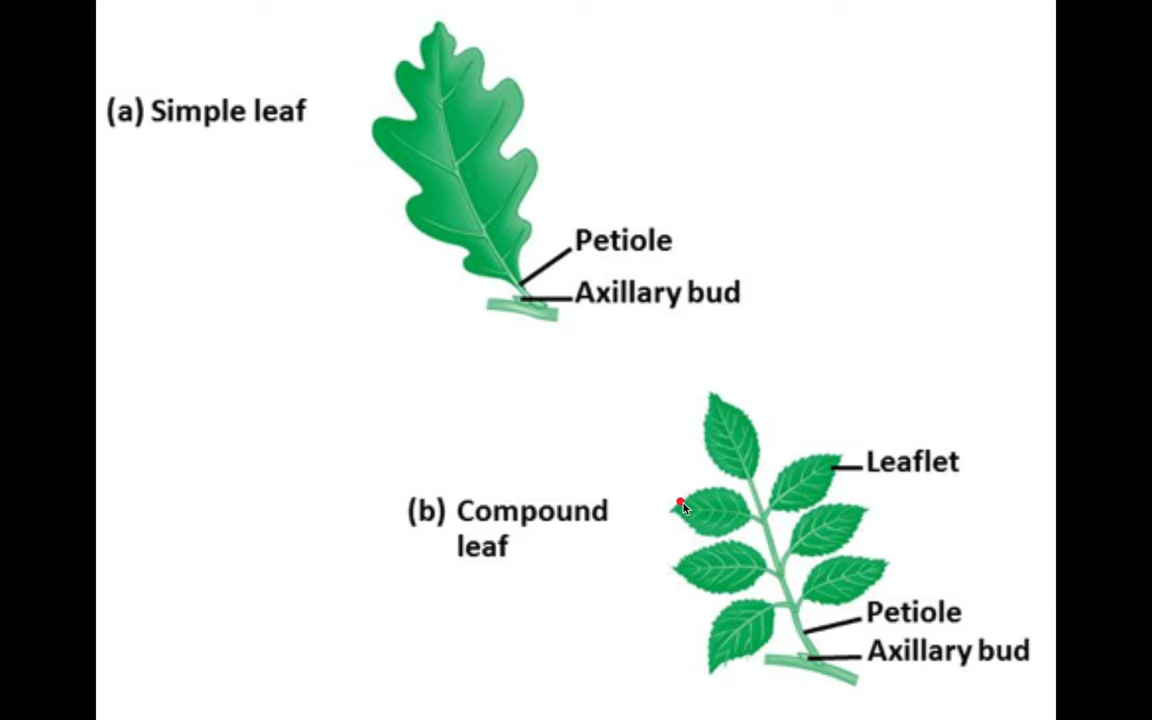 (a) Simple leaf
Petiole
Axillary bud
Leaflet
(b) Compound
leaf
Petiole
Axillary bud